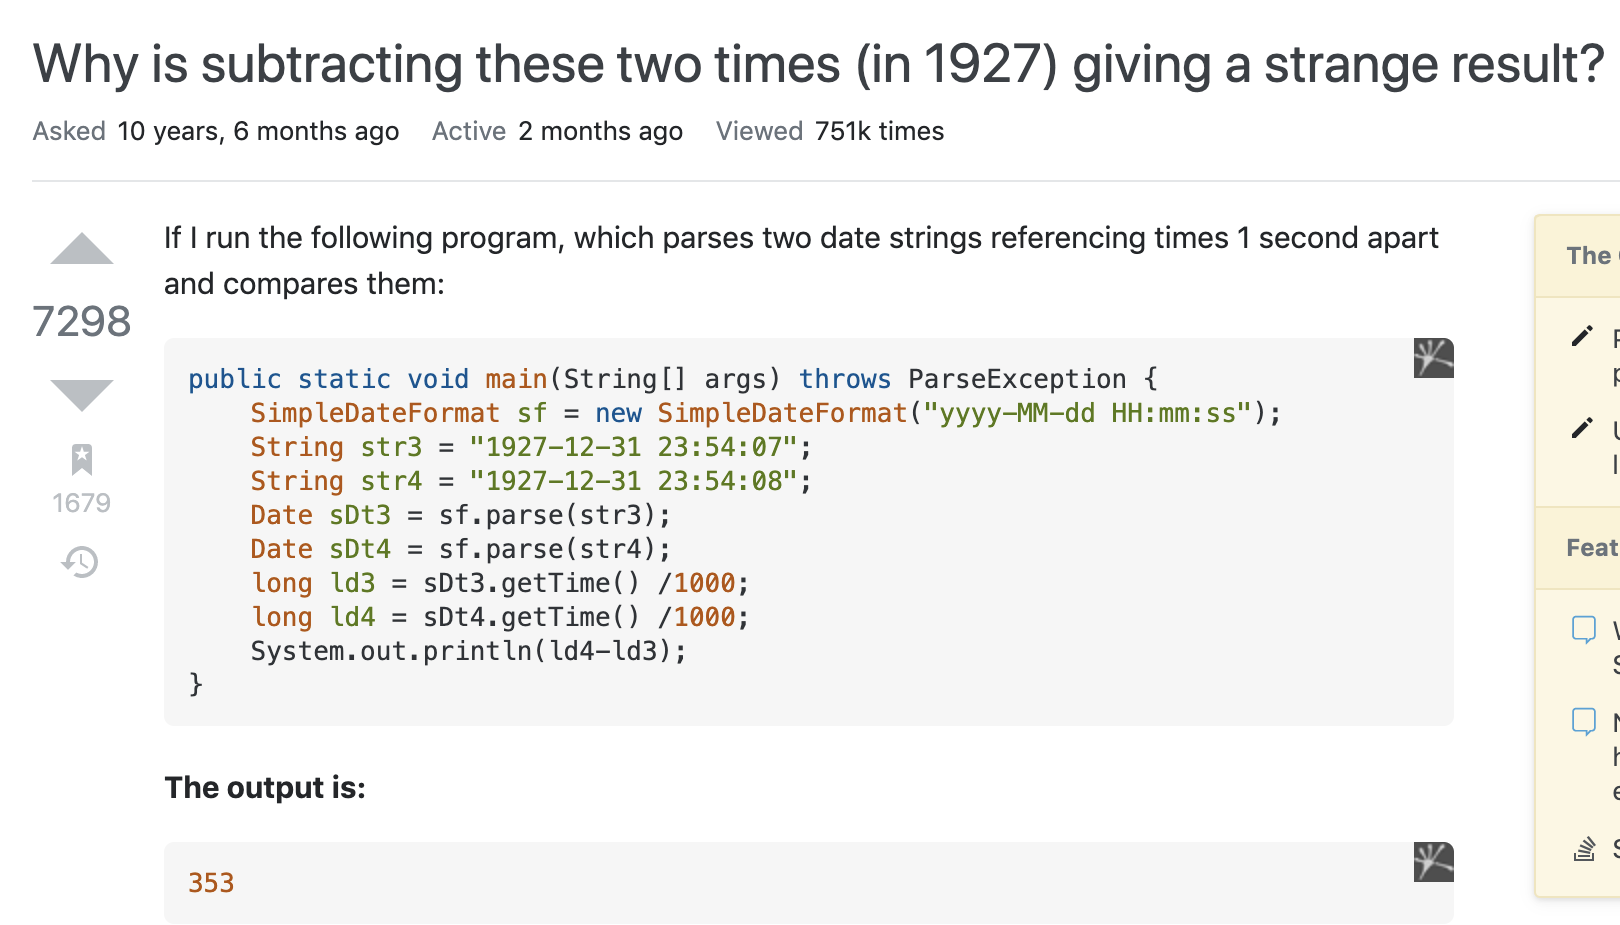 Why is subtracting these two times (in 1927) giving a strange result?
Asked 10 years, 6 months ago Active 2 months ago Viewed 751k times
7298
1679
If I run the following program, which parses two date strings referencing times 1 second apart
and compares them:
public static void main(String[] args) throws ParseException {
    SimpleDateFormat sf = new SimpleDateFormat("yyyy-MM-dd HH:mm:ss");
    String str3 = "1927-12-31 23:54:07";
    String str4 = "1927-12-31 23:54:08";
    Date sDt3 = sf.parse(str3);
    Date sDt4 = sf.parse(str4);
    long ld3 = sDt3.getTime() /1000;
    long ld4 = sDt4.getTime() /1000;
    System.out.println(ld4-ld3);
}
The output is:
353
The
Feat